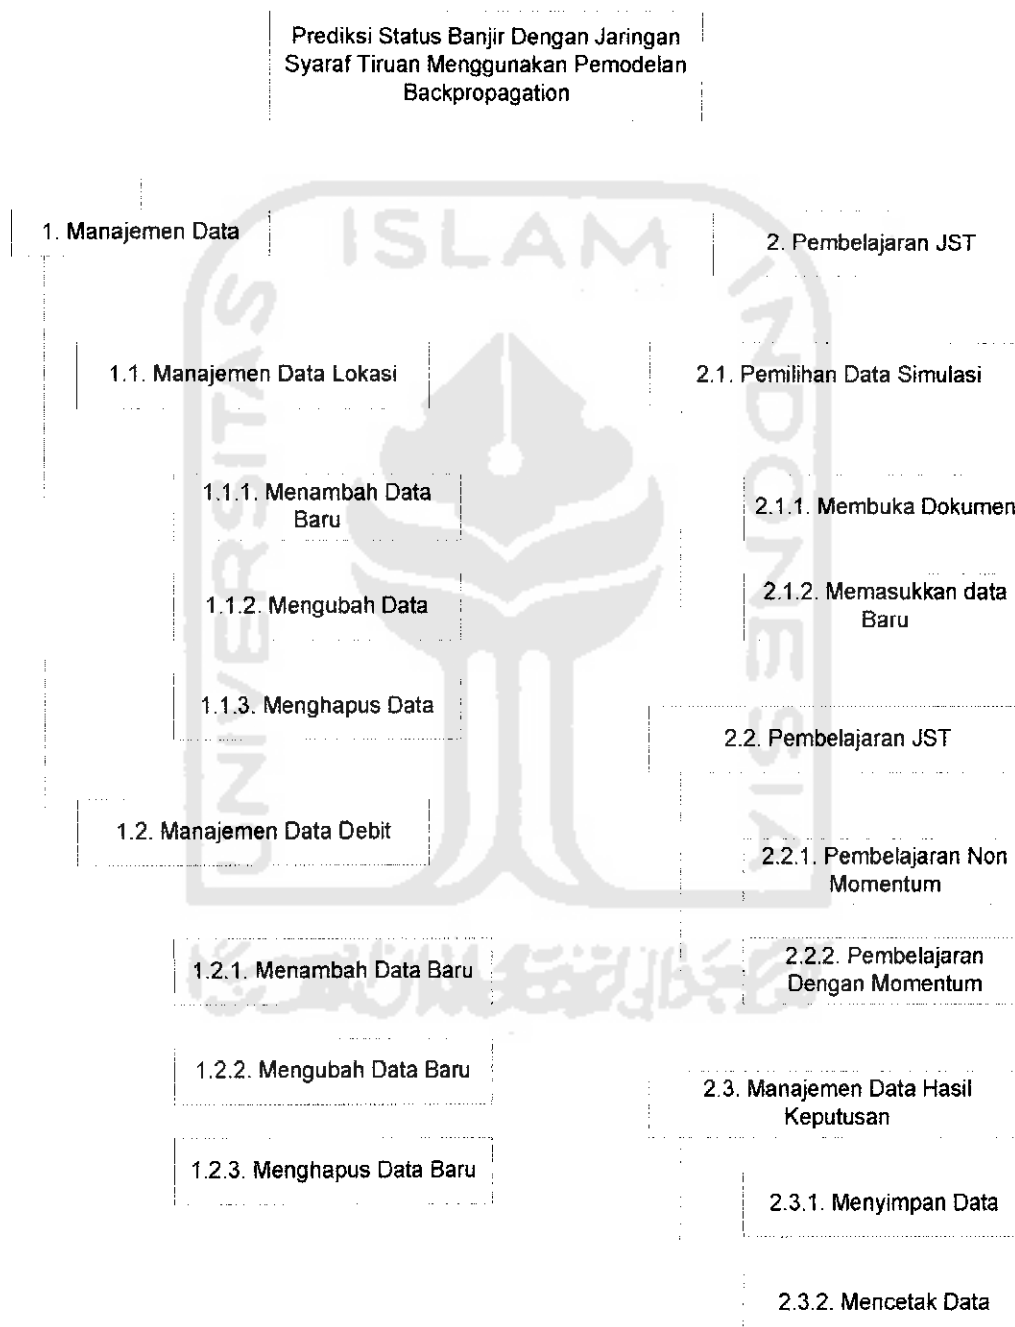 Prediksi Status Banjir Dengan Jaringan
Syaraf Tiruan Menggunakan Pemodelan
Backpropagation
1. Manajemen Data
1.1. Manajemen Data Lokasi
1.1.1. Menambah Data
Baru
1.1.2. Mengubah Data
1.1.3. Menghapus Data
1.2. Manajemen Data Debit
1.2.1. Menambah Data Baru
1.2.2. Mengubah Data Baru
1.2.3. Menghapus Data Baru
2. Pembelajaran JST
2.1. Pemilihan Data Simulasi
2.1.1. Membuka Dokumen
2.1.2. Memasukkan data
Baru
2.2. Pembelajaran JST
2.2.1. Pembelajaran Non
Momentum
2.2.2. Pembelajaran
Dengan Momentum
2.3. Manajemen Data Hasil
Keputusan
2.3.1. Menyimpan Data
2.3.2. Mencetak Data
UNIVERSITAS
ISLAM
INDONESIA